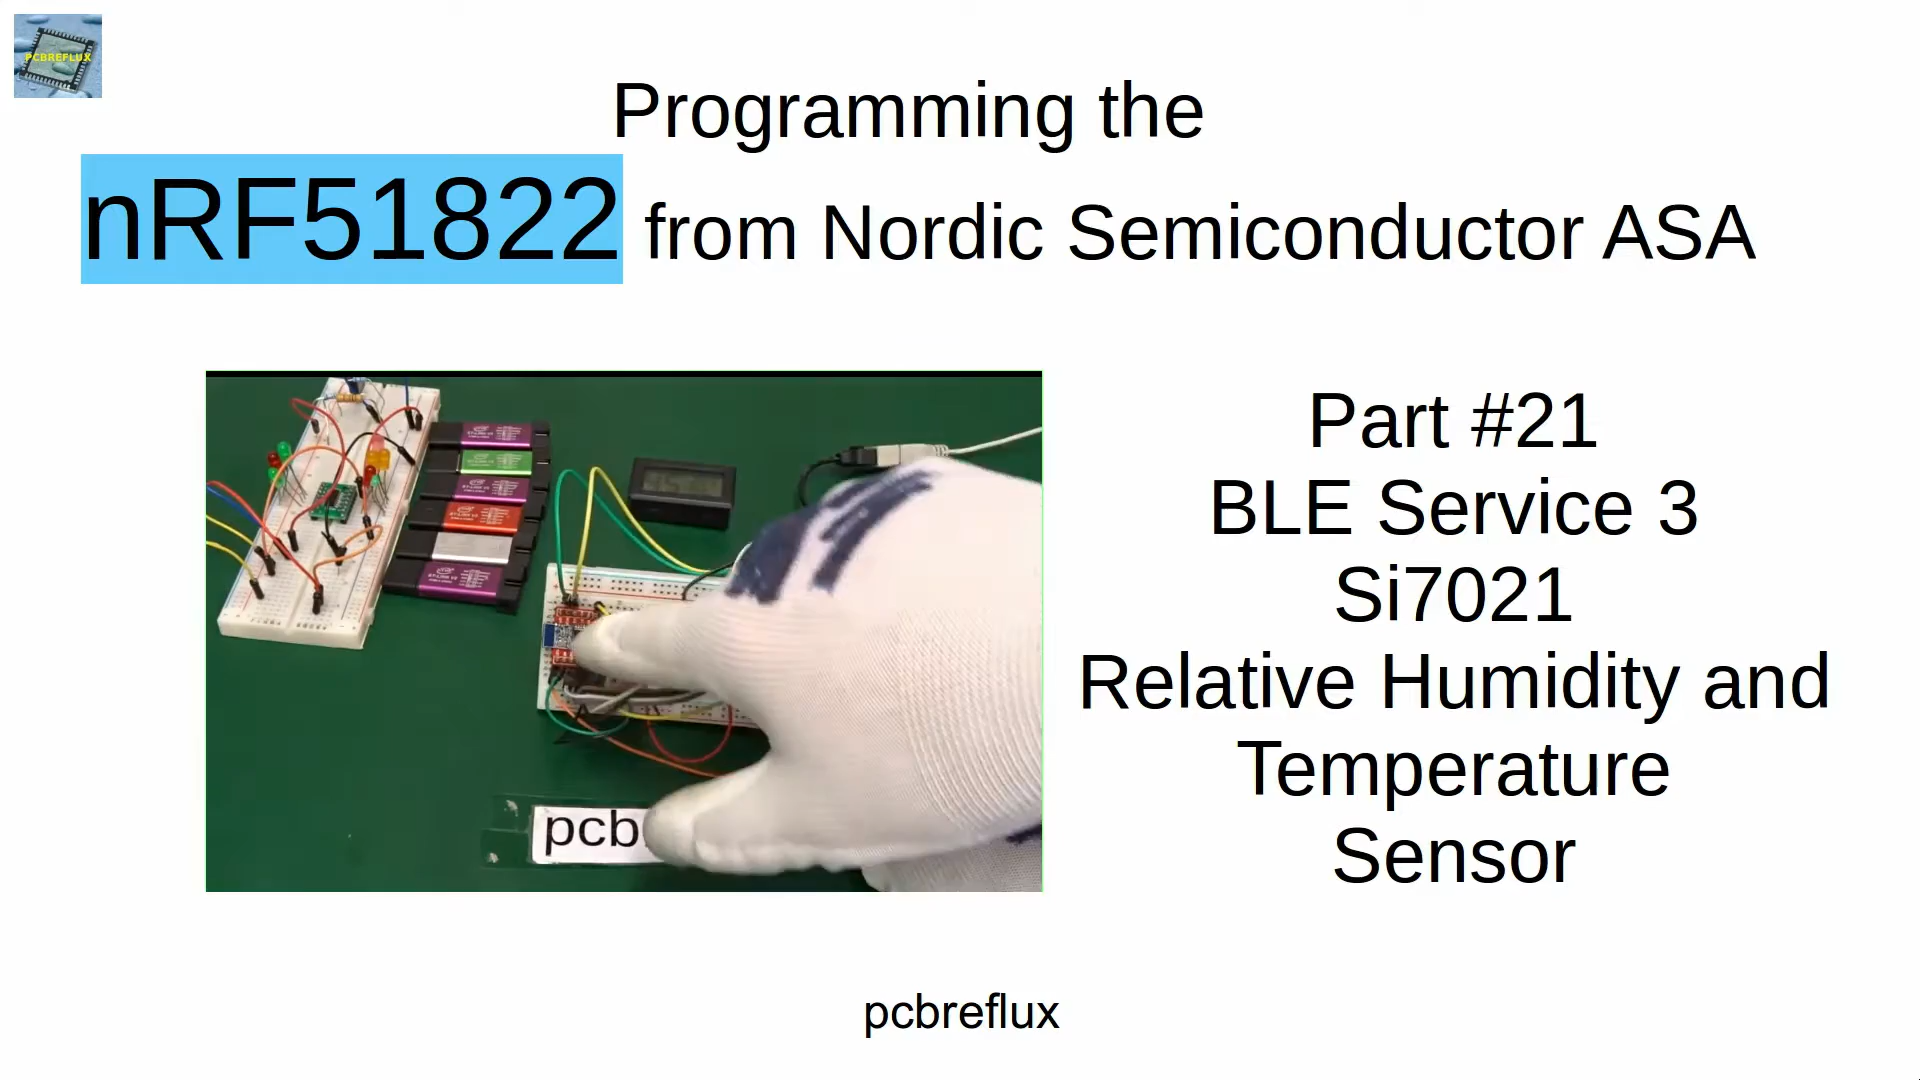 PCBREFLUX
Programming the
nRF51822 from Nordic Semiconductor ASA
Part #21
BLE Service 3
Si7021
Relative Humidity and
Temperature
Sensor
pcb
pcbreflux